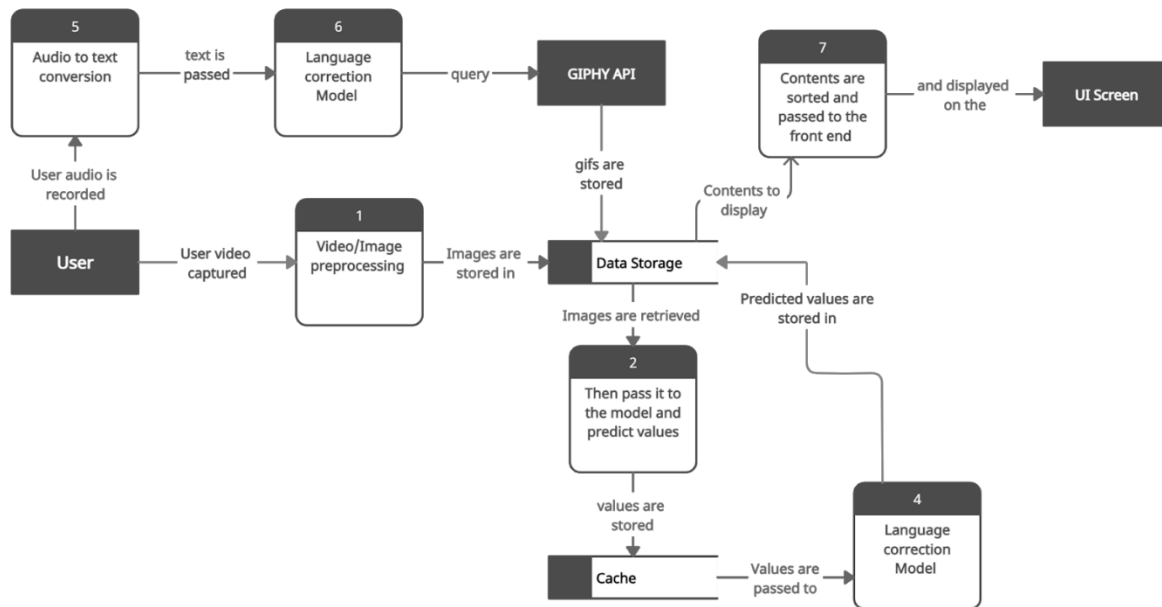 5
Audio to text
conversion
text is
passed
6
Language
correction
Model
query
GIPHY API
7
Contents are
sorted and
passed to the
front end
and displayed
on the
UI Screen
User audio is
recorded
gifs are
stored
Contents to
display
User
User video
captured
1
Video/Image
preprocessing
Images are
stored in
Data Storage
Images are retrieved
Predicted values are
stored in
2
Then pass it to
the model and
predict values
values are
stored
Cache
Values are
passed to
4
Language
correction
Model